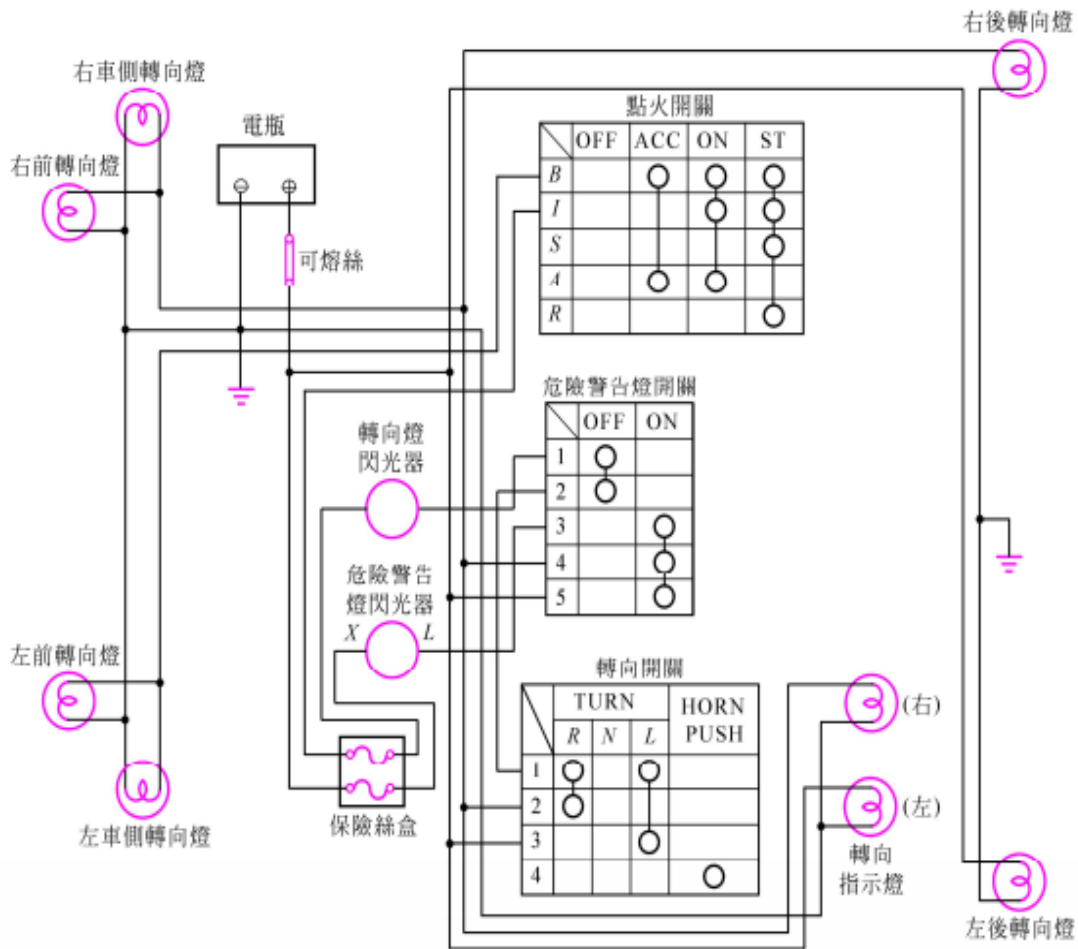 右後轉向燈
右車側轉向燈
電瓶
點火開關
OFF ACC ON ST
右前轉向燈
B
I
可熔絲
S
A
R
危險警告燈開關
OFF ON
轉向燈
閃光器
1
2
3
4
5
危險警告
燈閃光器
X L
左前轉向燈
轉向開關
TURN
HORN
PUSH
R N L
(右)
1
2
3
4
(左)
保險絲盒
左車側轉向燈
轉向
指示燈
左後轉向燈